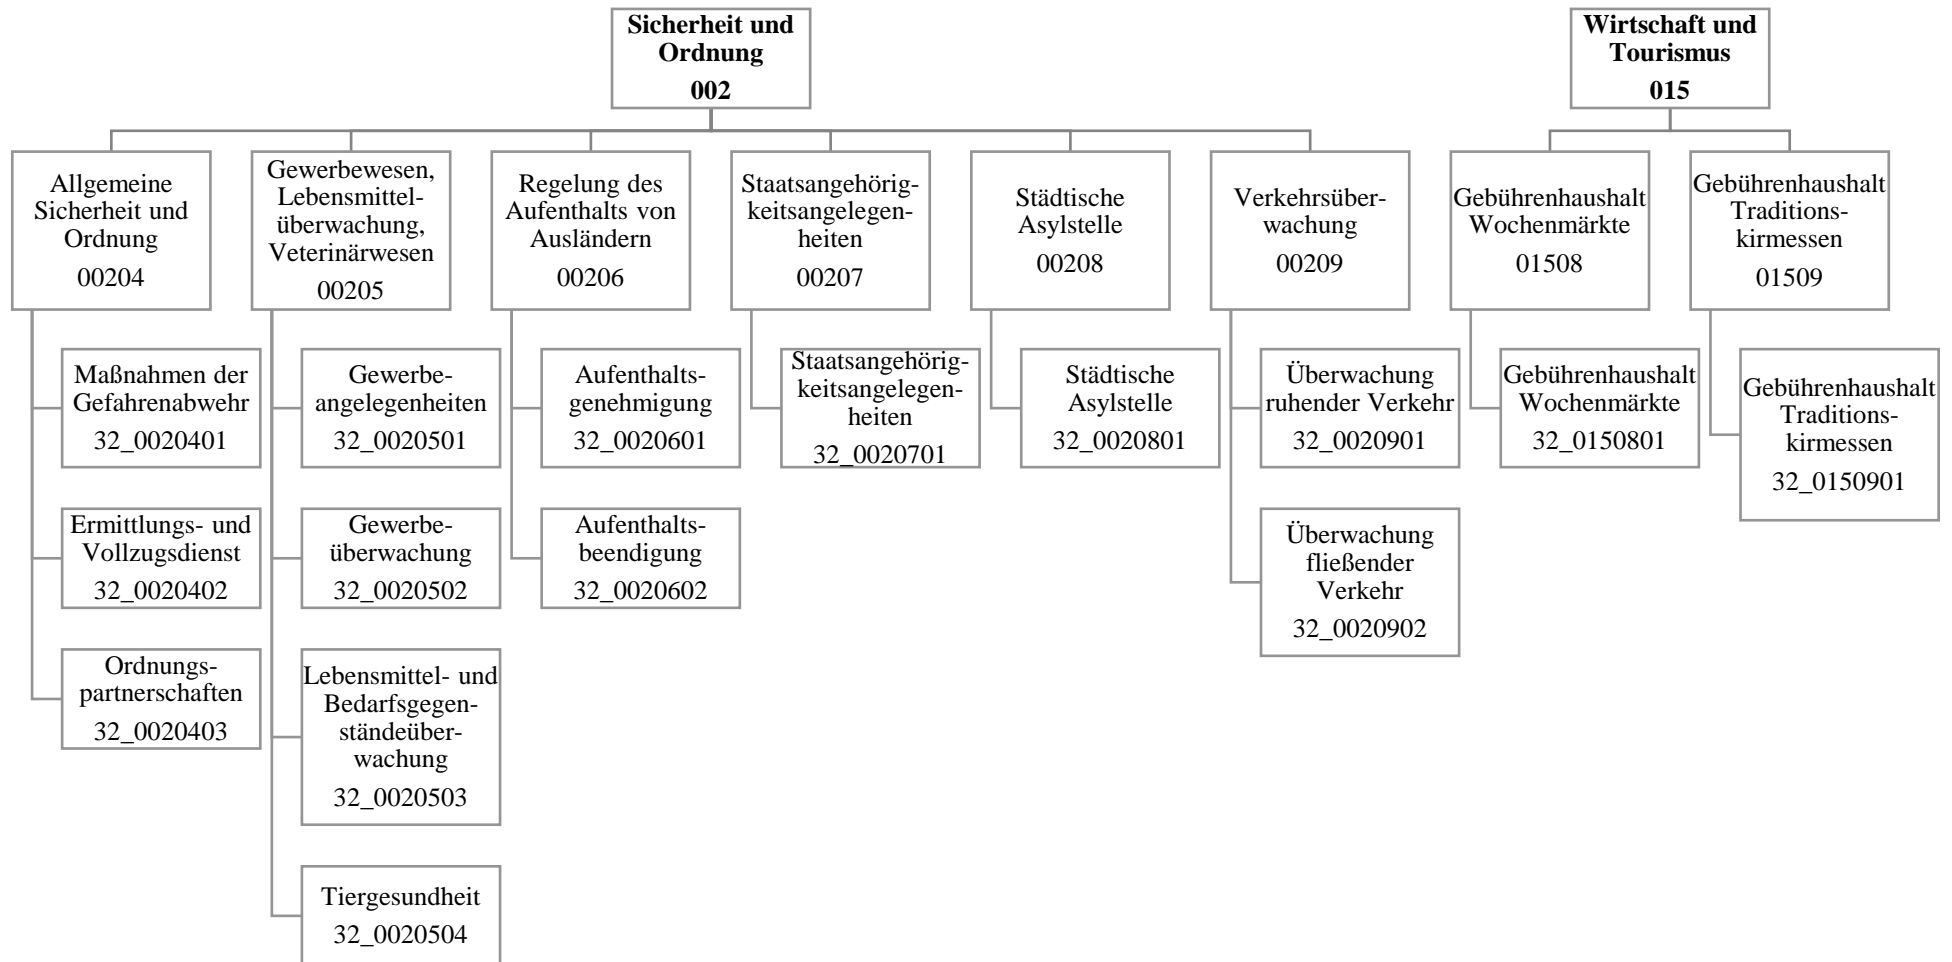 Sicherheit und
Ordnung
002
Wirtschaft und
Tourismus
015
Allgemeine
Sicherheit und
Ordnung
00204
Gewerbewesen,
Lebensmittel-
überwachung,
Veterinärwesen
00205
Regelung des
Aufenthalts von
Ausländern
00206
Staatsangehörig-
keitsangelegen-
heiten
00207
Städtische
Asylstelle
00208
Verkehrsüber-
wachung
00209
Gebührenhaushalt
Wochenmärkte
01508
Gebührenhaushalt
Traditions-
kirmessen
01509
Maßnahmen der
Gefahrenabwehr
32_0020401
Gewerbe-
angelegenheiten
32_0020501
Aufenthalts-
genehmigung
32_0020601
Staatsangehörig-
keitsangelegen-
heiten
32_0020701
Städtische
Asylstelle
32_0020801
Überwachung
ruhender Verkehr
32_0020901
Gebührenhaushalt
Wochenmärkte
32_0150801
Gebührenhaushalt
Traditions-
kirmessen
32_0150901
Ermittlungs- und
Vollzugsdienst
32_0020402
Gewerbe-
überwachung
32_0020502
Aufenthalts-
beendigung
32_0020602
Überwachung
fließender
Verkehr
32_0020902
Ordnungs-
partnerschaften
32_0020403
Lebensmittel- und
Bedarfsgegen-
ständeüber-
wachung
32_0020503
Tiergesundheit
32_0020504